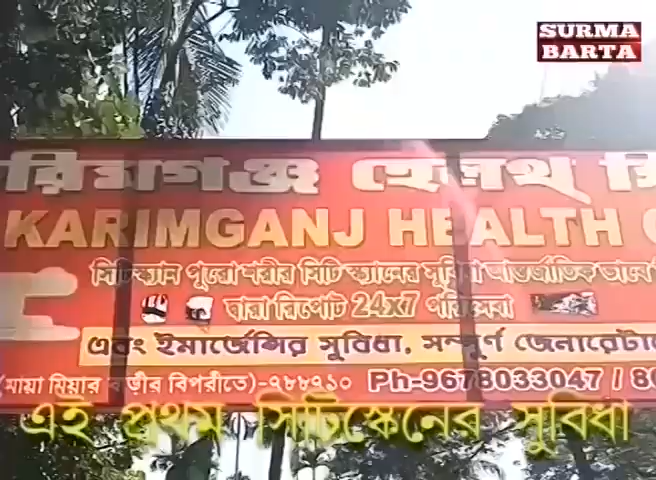 SURMA
BARTA
করিমগঞ্জ হেলথ
KARIMGANJ HEALTH
সিটিস্ক্যান পুরো শরীর সিটি স্ক্যানের সুবিধা আন্তর্জাতিক ভাবে
দ্বারা রিপোর্ট 24x7 পরিসেবা
এবং ইমার্জেন্সির সুবিধা, সম্পূর্ণ
(মায়া মিয়ার বাড়ীর বিপরীতে)-৭৮৮৭১০ Ph-9678033047 /
এই প্রথম সিটিস্কেনের সুবিধা